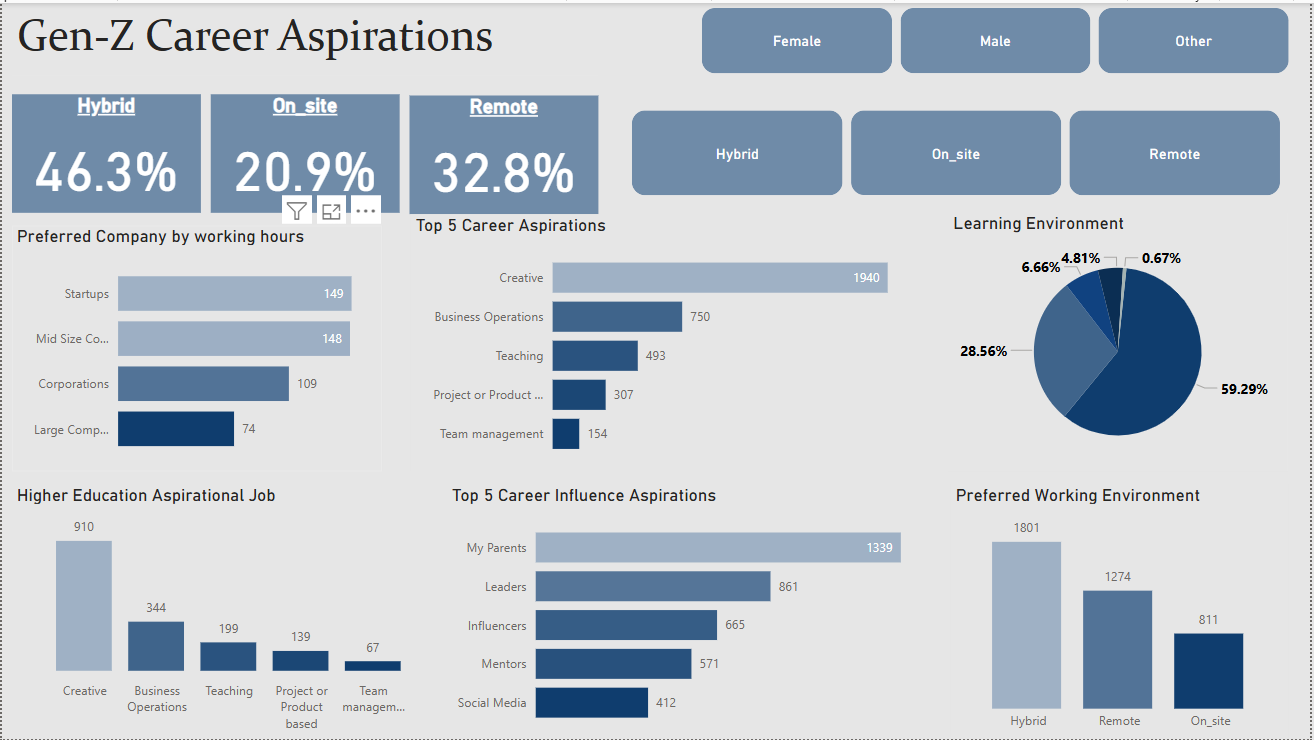 Gen-Z Career Aspirations
Female
Male
Other
Hybrid
46.3%
On_site
20.9%
Remote
32.8%
Hybrid
On_site
Remote
Preferred Company by working hours
Startups
149
Mid Size Co...
148
Corporations
109
Large Comp...
74
Top 5 Career Aspirations
Creative
1940
Business Operations
750
Teaching
493
Project or Product ...
307
Team management
154
Learning Environment
4.81%
0.67%
6.66%
28.56%
59.29%
Higher Education Aspirational Job
910
344
199
139
67
Creative
Business
Operations
Teaching
Project or
Product
based
Team
managem...
Top 5 Career Influence Aspirations
My Parents
1339
Leaders
861
Influencers
665
Mentors
571
Social Media
412
Preferred Working Environment
1801
1274
811
Hybrid
Remote
On_site